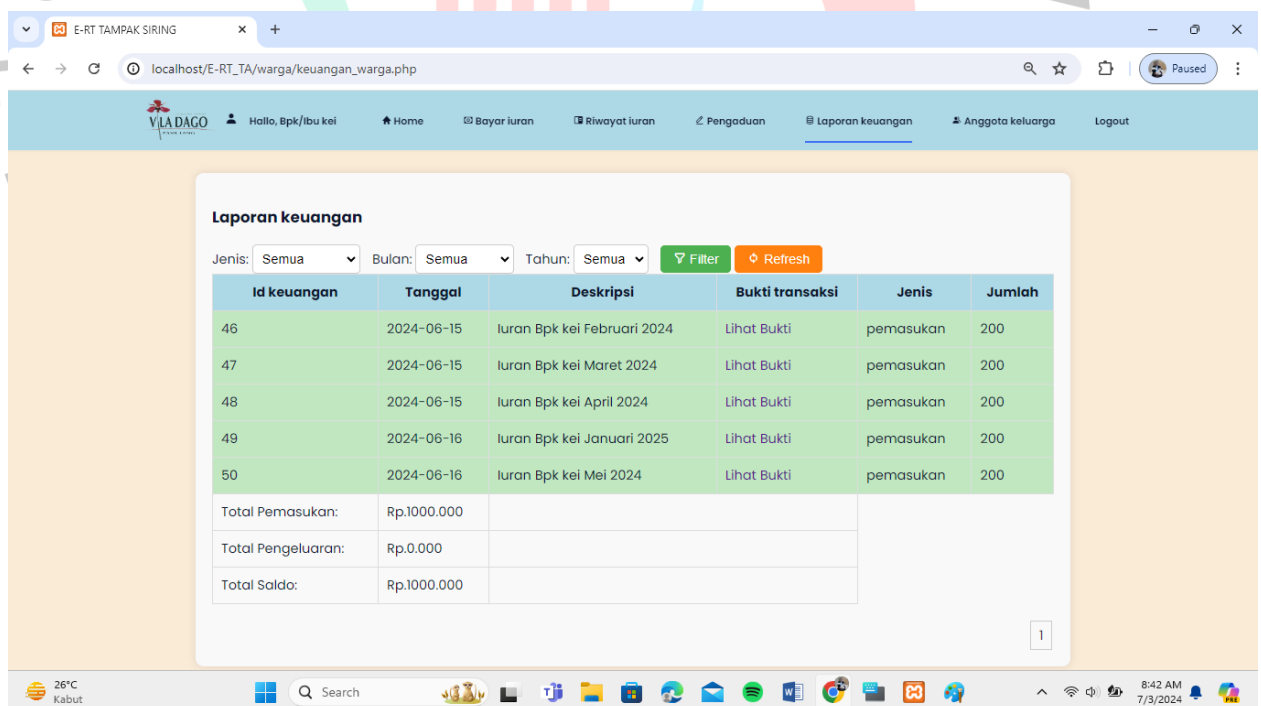 E-RT TAMPAK SIRING
localhost/E-RT_TA/warga/keuangan_warga.php
Paused
VILA DAGO
Hallo, Bpk/Ibu kei
Home
Bayar iuran
Riwayat iuran
Pengaduan
Laporan keuangan
Anggota keluarga
Logout
Laporan keuangan
Jenis: Semua Bulan: Semua Tahun: Semua Filter Refresh
Id keuangan Tanggal Deskripsi Bukti transaksi Jenis Jumlah
46 2024-06-15 Iuran Bpk kei Februari 2024 Lihat Bukti pemasukan 200
47 2024-06-15 Iuran Bpk kei Maret 2024 Lihat Bukti pemasukan 200
48 2024-06-15 Iuran Bpk kei April 2024 Lihat Bukti pemasukan 200
49 2024-06-16 Iuran Bpk kei Januari 2025 Lihat Bukti pemasukan 200
50 2024-06-16 Iuran Bpk kei Mei 2024 Lihat Bukti pemasukan 200
Total Pemasukan: Rp.1000.000
Total Pengeluaran: Rp.0.000
Total Saldo: Rp.1000.000
1
26°C
Kabut
Search
8:42 AM
7/3/2024
PRE